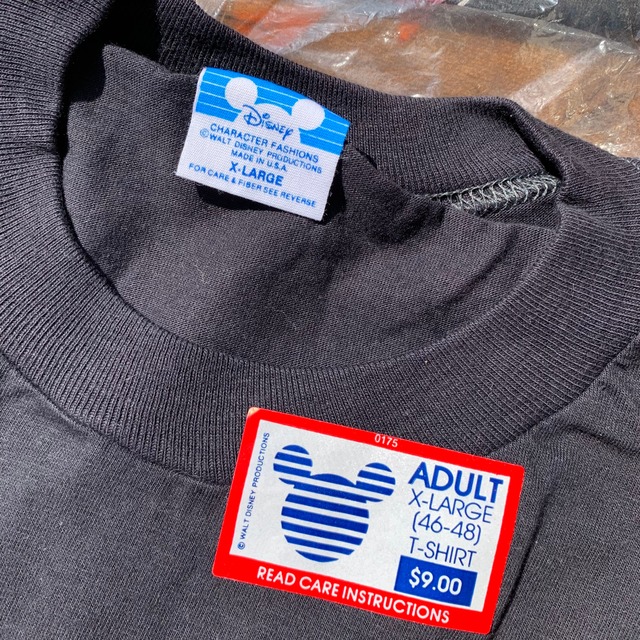 Disney
CHARACTER FASHIONS
© WALT DISNEY PRODUCTIONS
MADE IN U.S.A.
X-LARGE
FOR CARE & FIBER SEE REVERSE
0175
© WALT DISNEY PRODUCTIONS
ADULT
X-LARGE
(46-48)
T-SHIRT
$9.00
READ CARE INSTRUCTIONS